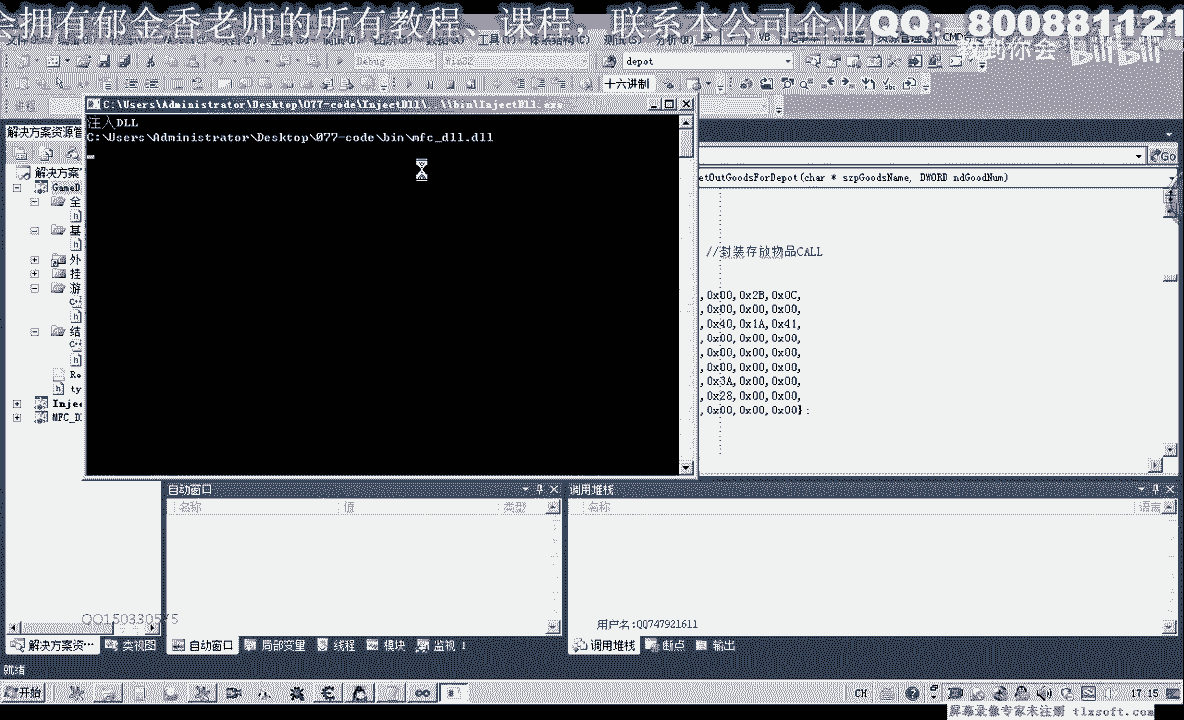 会拥有郁金香老师的所有教程、课程，联系本公司企业QQ：800881121
教到你会 bilibili
工具(T)
Debug
Win32
depot
十六进制
进程
C:\Users\Administrator\Desktop\077-code\InjectDll\..\\bin\InjectDll.exe
注入DLL
C:\Users\Administrator\Desktop\077-code\bin\mfc_dll.dll
解决方案资源管
解决方案"
GameD
全
h
基
h
外
挂
游
C++
h
结
C++
h
Re
ty
Injec
MFC_D
Go
etOutGoodsForDepot(char * szpGoodsName, DWORD ndGoodNum)
//封装存放物品CALL
,0x00,0x2B,0x0C,
,0x00,0x00,0x00,
,0x40,0x1A,0x41,
,0x00,0x00,0x00,
,0x00,0x00,0x00,
,0x00,0x00,0x00,
,0x3A,0x00,0x00,
,0x28,0x00,0x00,
,0x00,0x00,0x00};
自动窗口
名称 值 类型
调用堆栈
名称 语言
QQ150330575
用户名:QQ747921611
解决方案资… 类视图
自动窗口 局部变量 线程 模块 监视 1
调用堆栈 断点 输出
就绪
开始
CH
17:15
屏幕录像专家未注册 tlxsoft.com